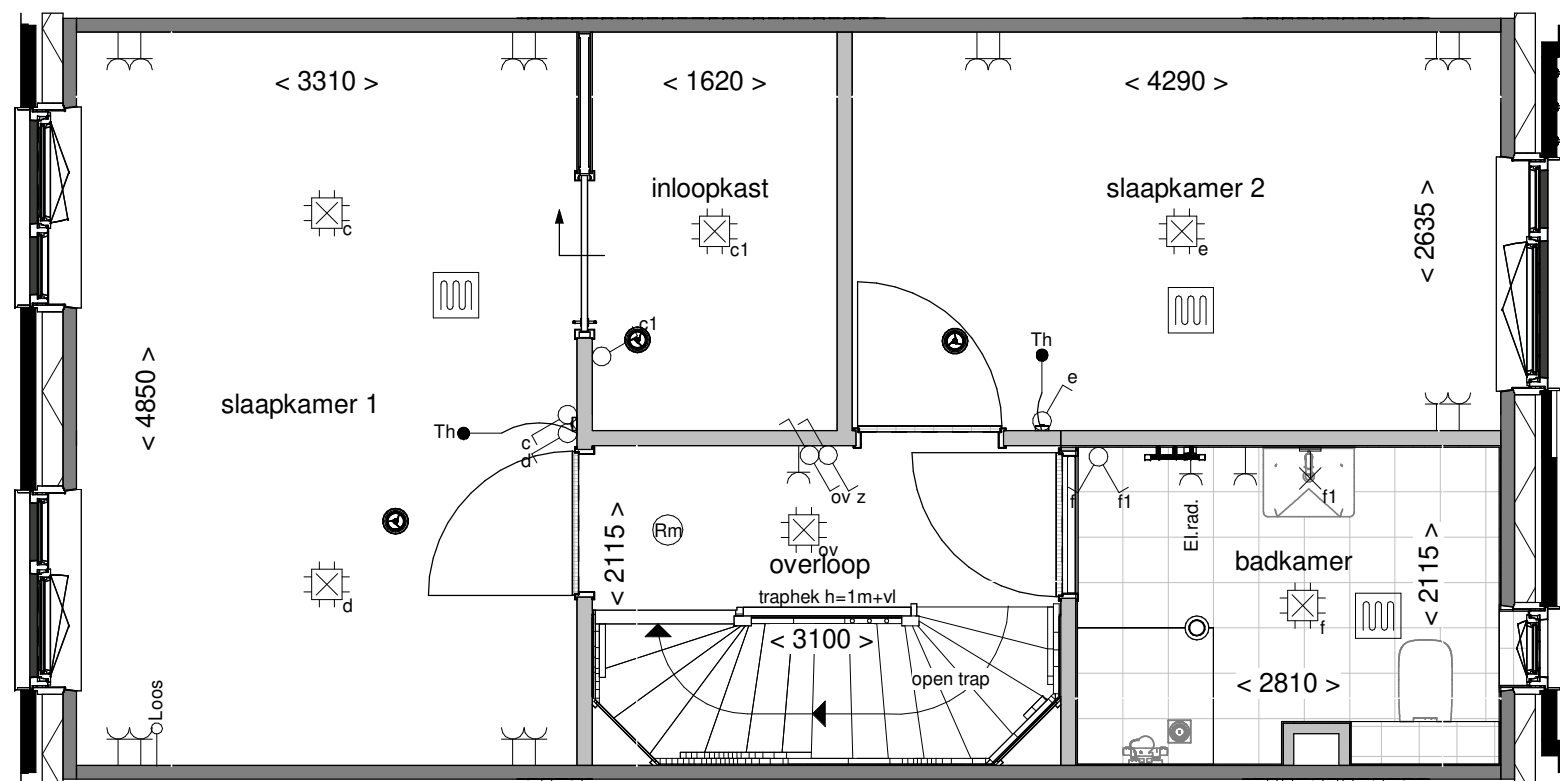 < 3310 >
< 1620 >
< 4290 >
inloopkast
slaapkamer 2
< 2635 >
c
c1
e
c1
Th
e
< 4850 >
slaapkamer 1
Th
c
d
ov z
f
f1
f1
El.rad.
Rm
ov
overloop
< 2115 >
badkamer
< 2115 >
d
traphek h=1m+vl
f
< 3100 >
open trap
< 2810 >
Loos